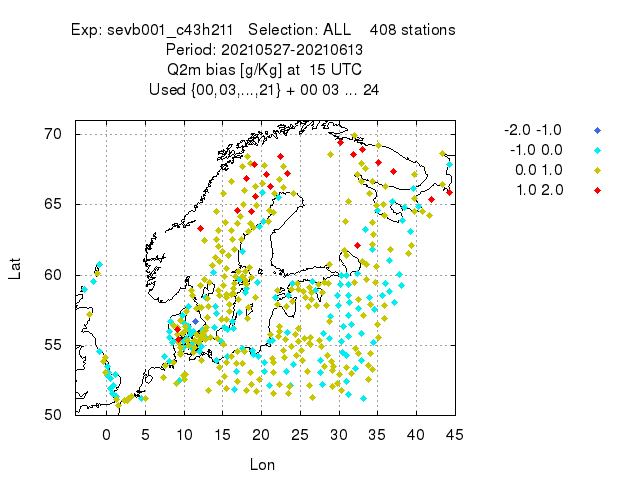 Exp: sevb001_c43h211   Selection: ALL    408 stations
Period: 20210527-20210613
Q2m bias [g/Kg] at  15 UTC
Used {00,03,...,21} + 00 03 ... 24
-2.0 -1.0
-1.0 0.0
0.0 1.0
1.0 2.0
70
65
60
55
50
Lat
0 5 10 15 20 25 30 35 40 45
Lon